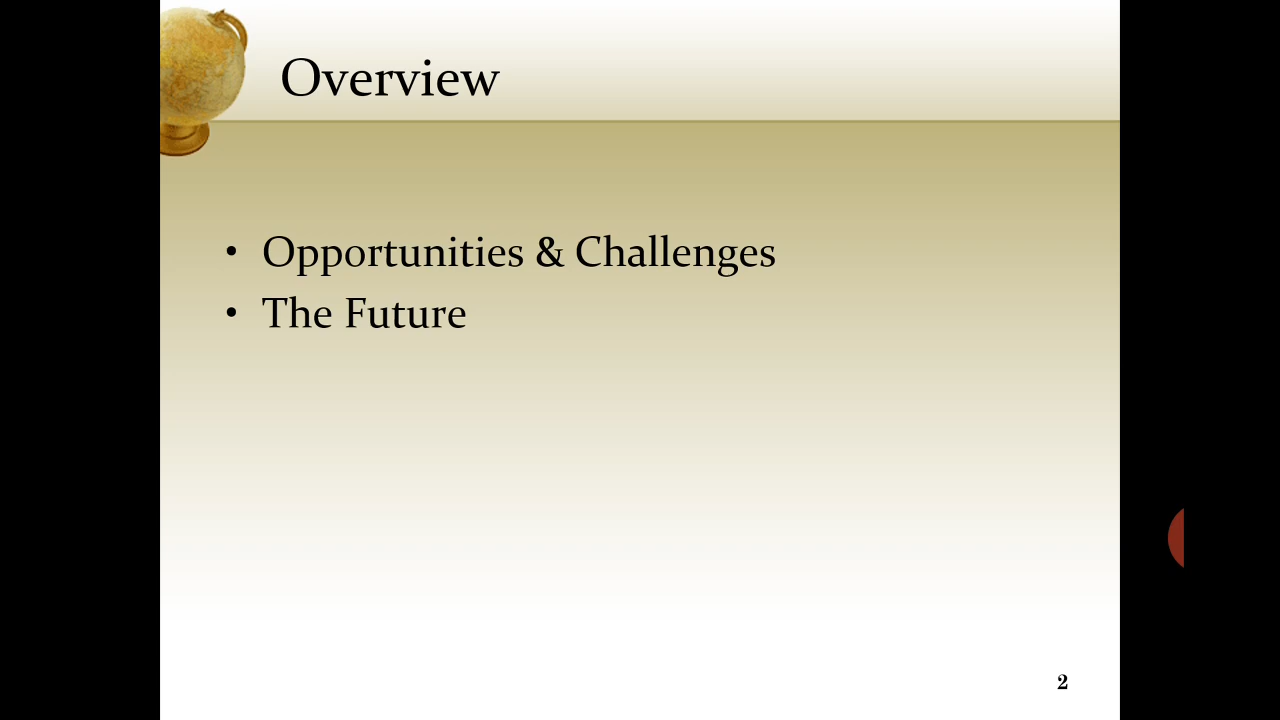 Overview
• Opportunities & Challenges
• The Future
2